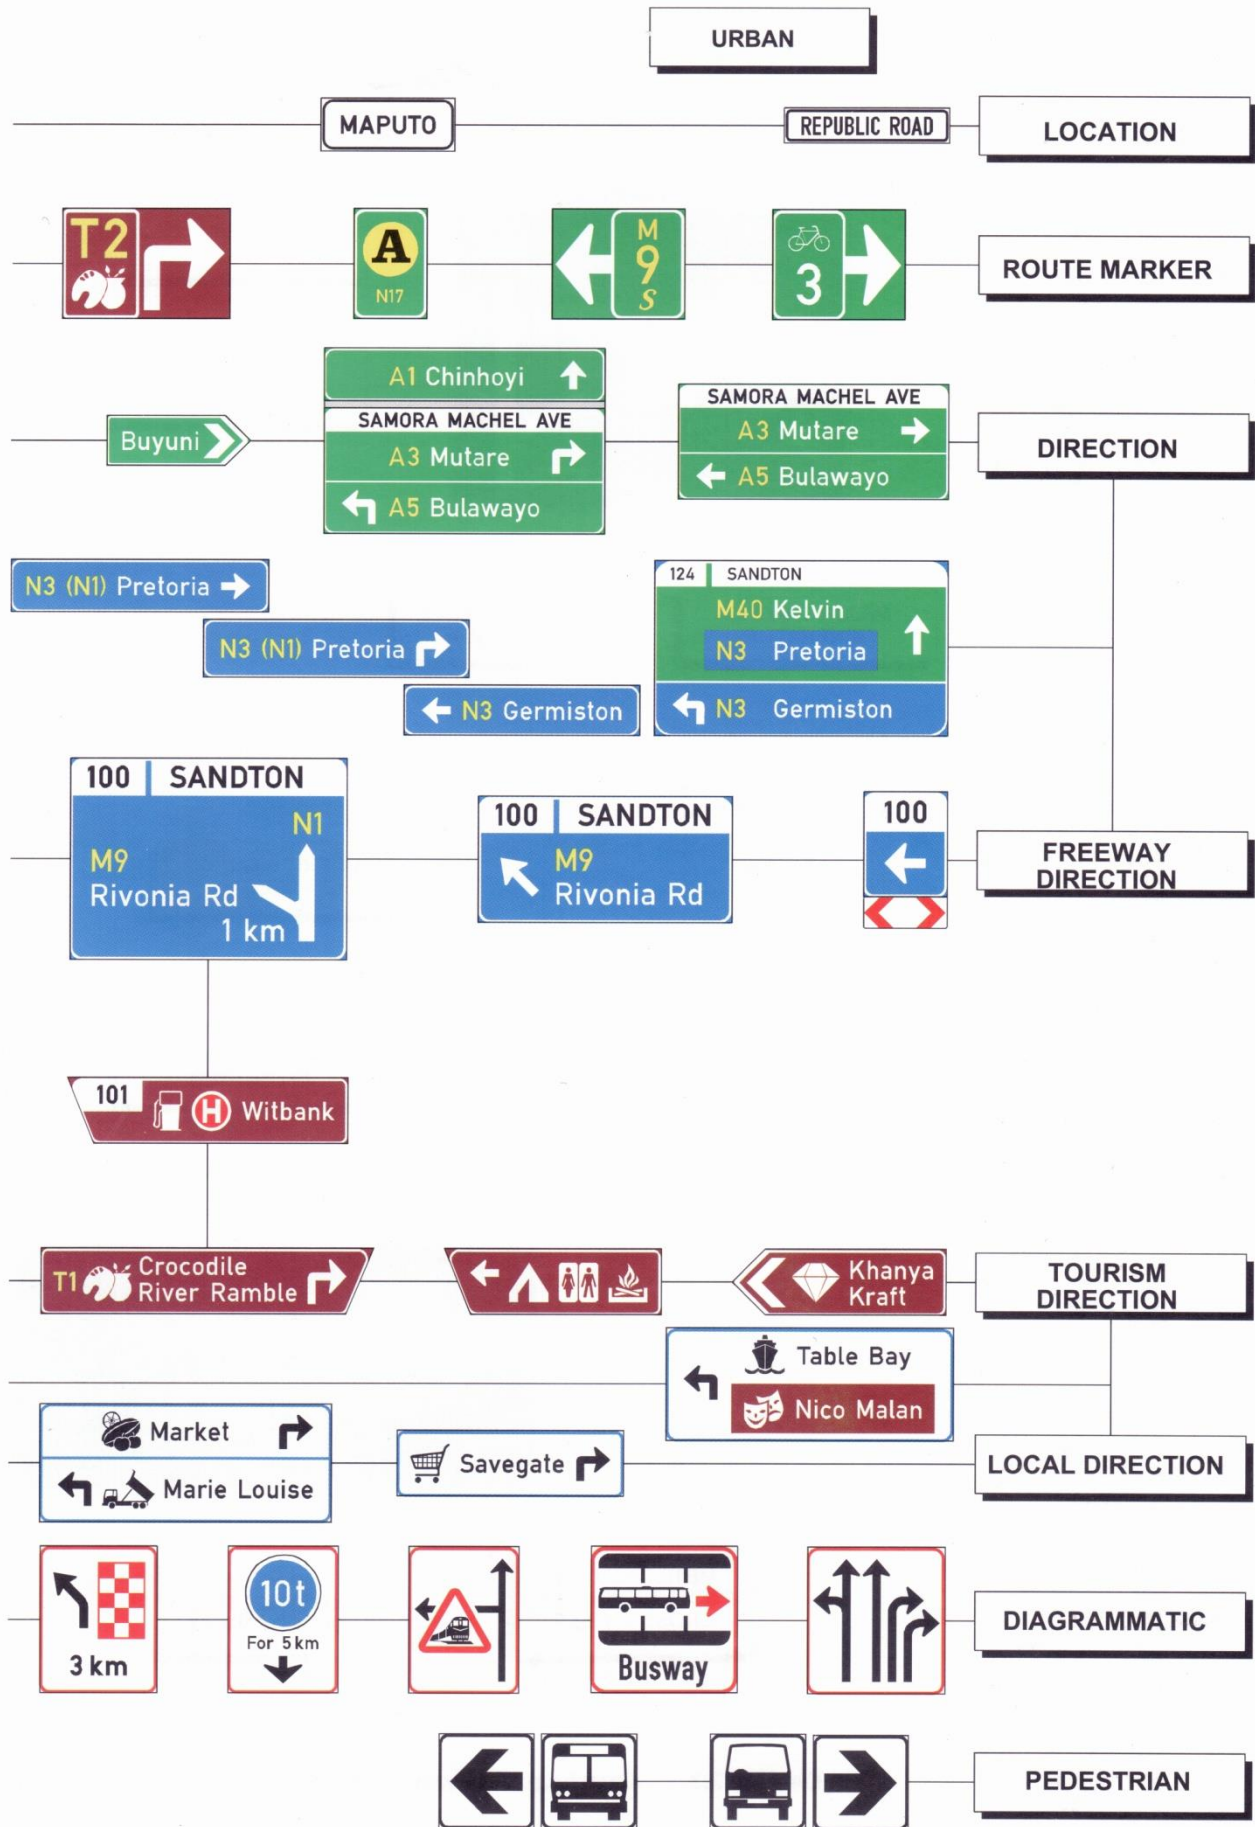 URBAN
MAPUTO
REPUBLIC ROAD
LOCATION
T2
A
N17
M
9
S
3
ROUTE MARKER
Buyuni
A1 Chinhoyi
SAMORA MACHEL AVE
A3 Mutare
A5 Bulawayo
SAMORA MACHEL AVE
A3 Mutare
A5 Bulawayo
DIRECTION
N3 (N1) Pretoria
N3 (N1) Pretoria
N3 Germiston
124 SANDTON
M40 Kelvin
N3 Pretoria
N3 Germiston
100 SANDTON
N1
M9
Rivonia Rd
1 km
100 SANDTON
M9
Rivonia Rd
100
FREEWAY
DIRECTION
101
H Witbank
T1 Crocodile
River Ramble
Khanya
Kraft
TOURISM
DIRECTION
Table Bay
Nico Malan
Market
Marie Louise
Savegate
LOCAL DIRECTION
3 km
10t
For 5 km
Busway
DIAGRAMMATIC
PEDESTRIAN